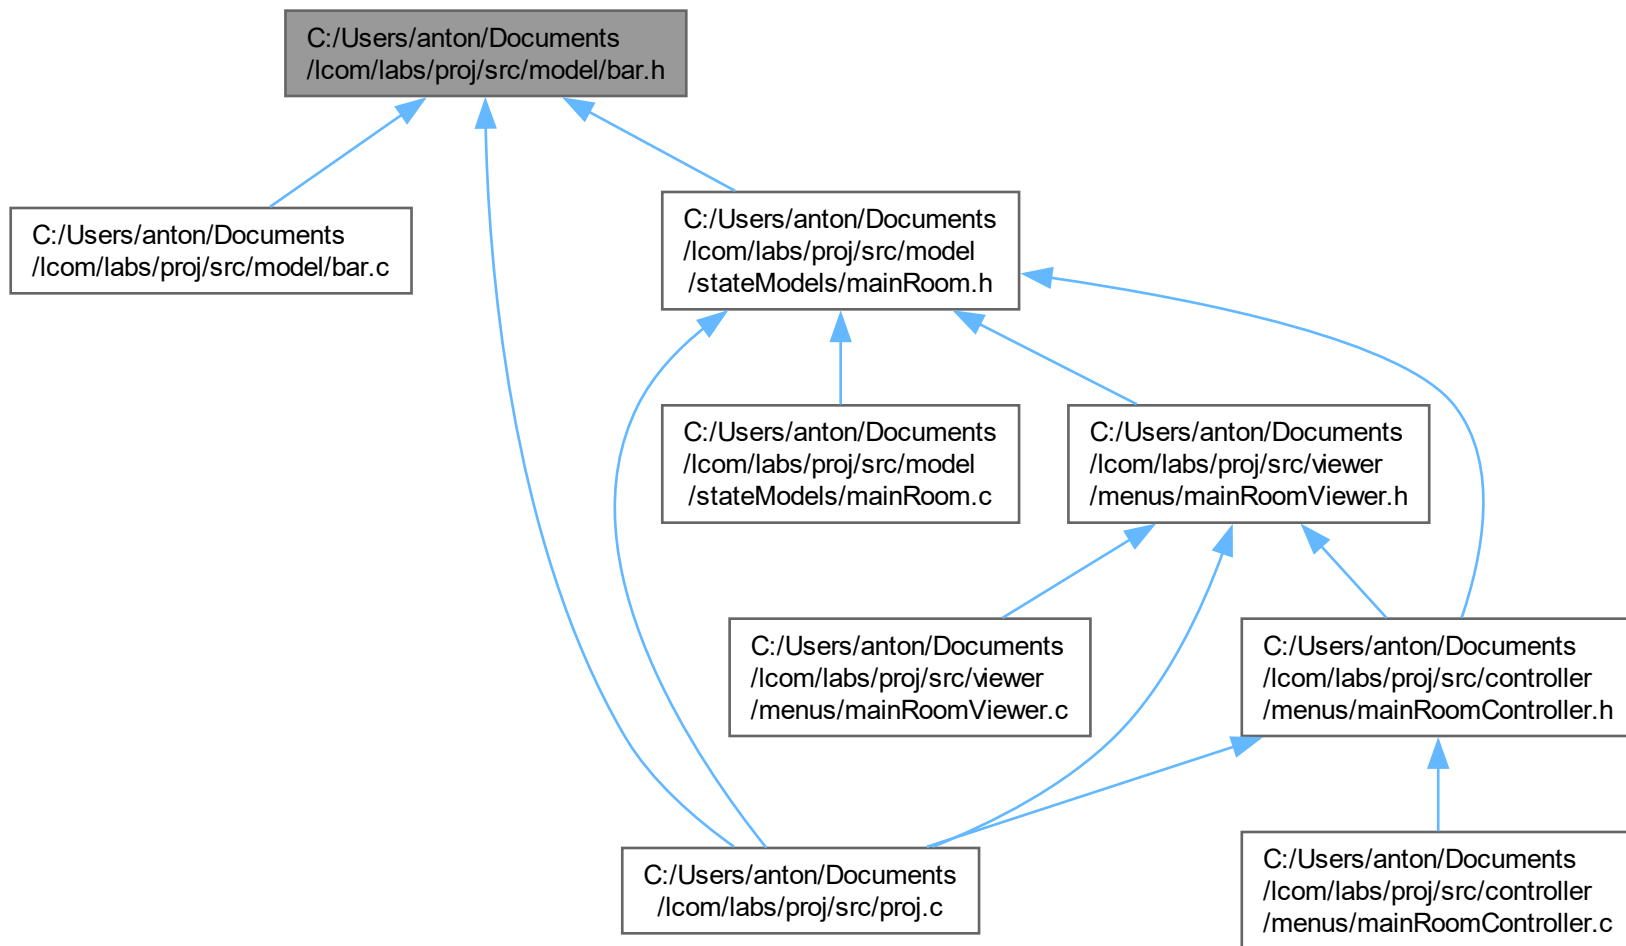 C:/Users/anton/Documents
/lcom/labs/proj/src/model/bar.h
C:/Users/anton/Documents
/lcom/labs/proj/src/model/bar.c
C:/Users/anton/Documents
/lcom/labs/proj/src/model
/stateModels/mainRoom.h
C:/Users/anton/Documents
/lcom/labs/proj/src/model
/stateModels/mainRoom.c
C:/Users/anton/Documents
/lcom/labs/proj/src/viewer
/menus/mainRoomViewer.h
C:/Users/anton/Documents
/lcom/labs/proj/src/viewer
/menus/mainRoomViewer.c
C:/Users/anton/Documents
/lcom/labs/proj/src/controller
/menus/mainRoomController.h
C:/Users/anton/Documents
/lcom/labs/proj/src/proj.c
C:/Users/anton/Documents
/lcom/labs/proj/src/controller
/menus/mainRoomController.c